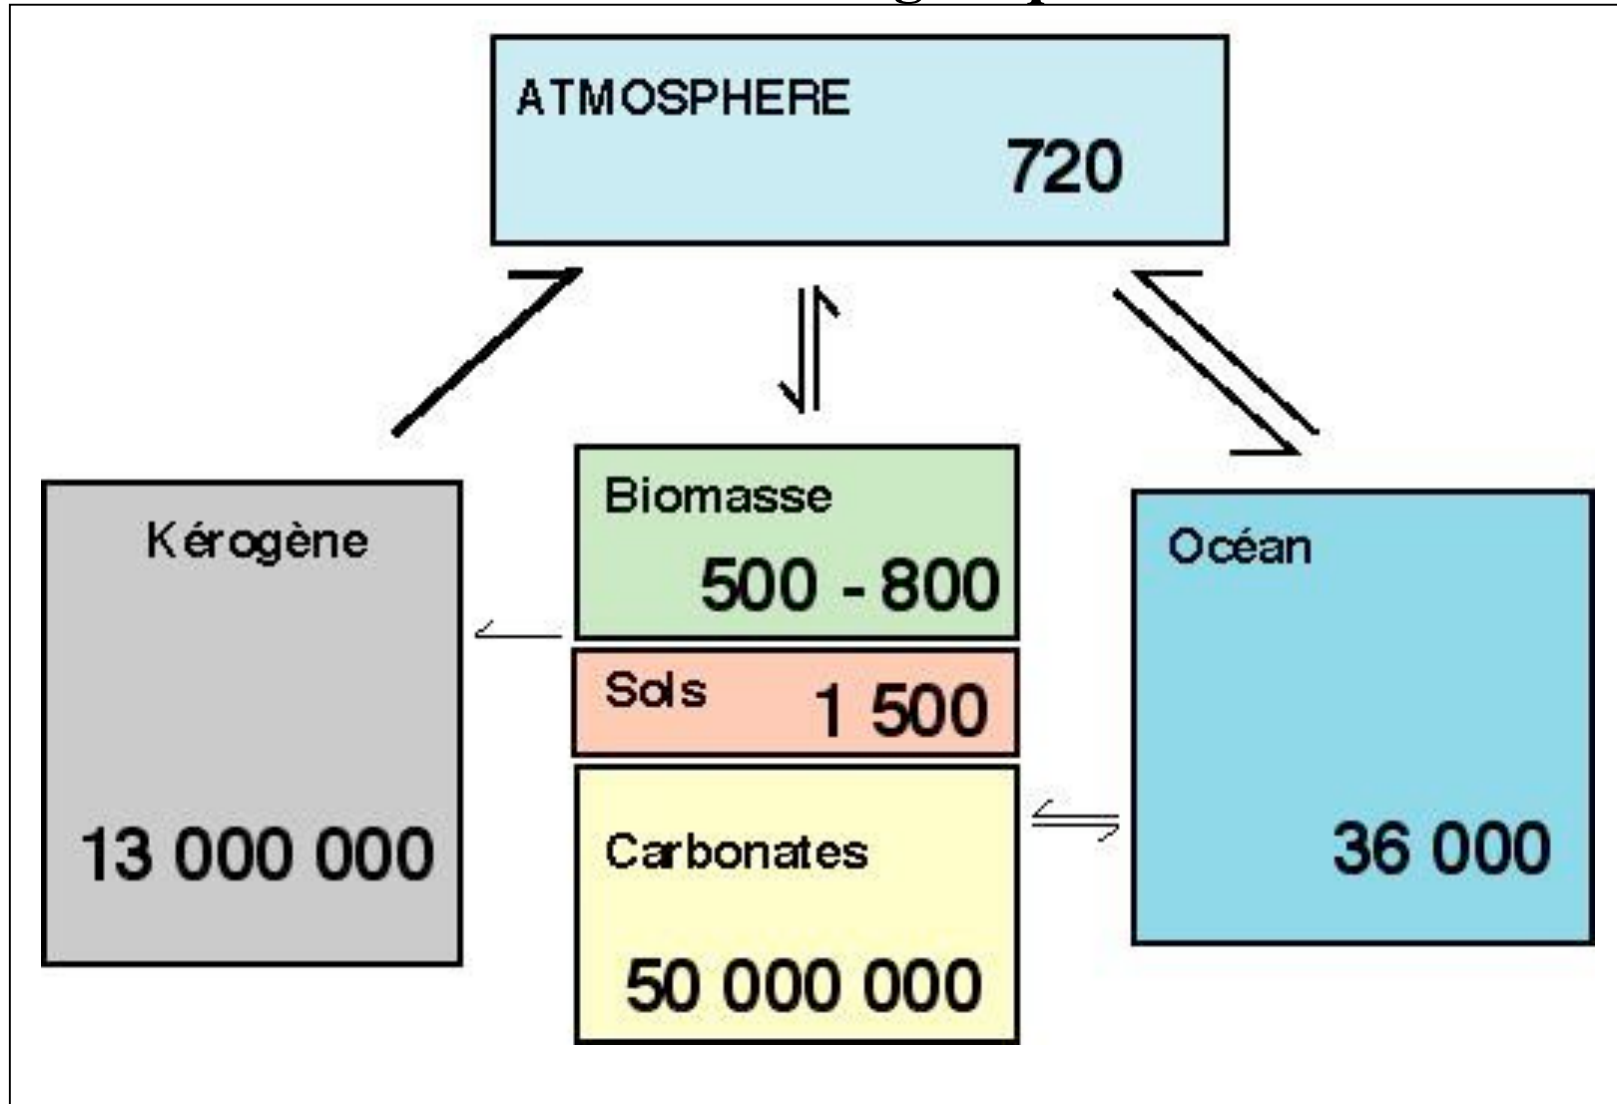 ATMOSPHERE
720
Kérogène
13 000 000
Biomasse
500 - 800
Sols 1 500
Carbonates
50 000 000
Océan
36 000